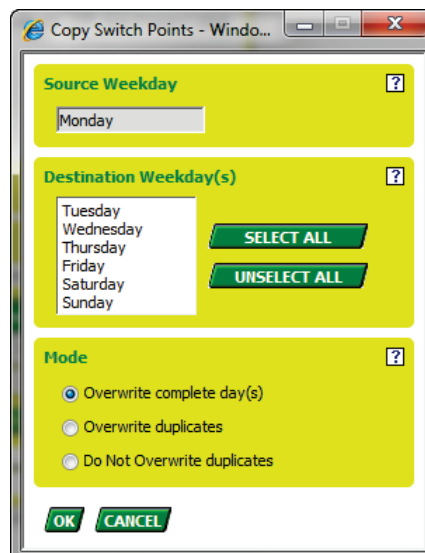 Copy Switch Points - Windo...
Source Weekday ?
Monday
Destination Weekday(s) ?
Tuesday
Wednesday
Thursday
Friday
Saturday
Sunday
SELECT ALL
UNSELECT ALL
Mode ?
Overwrite complete day(s)
Overwrite duplicates
Do Not Overwrite duplicates
OK CANCEL